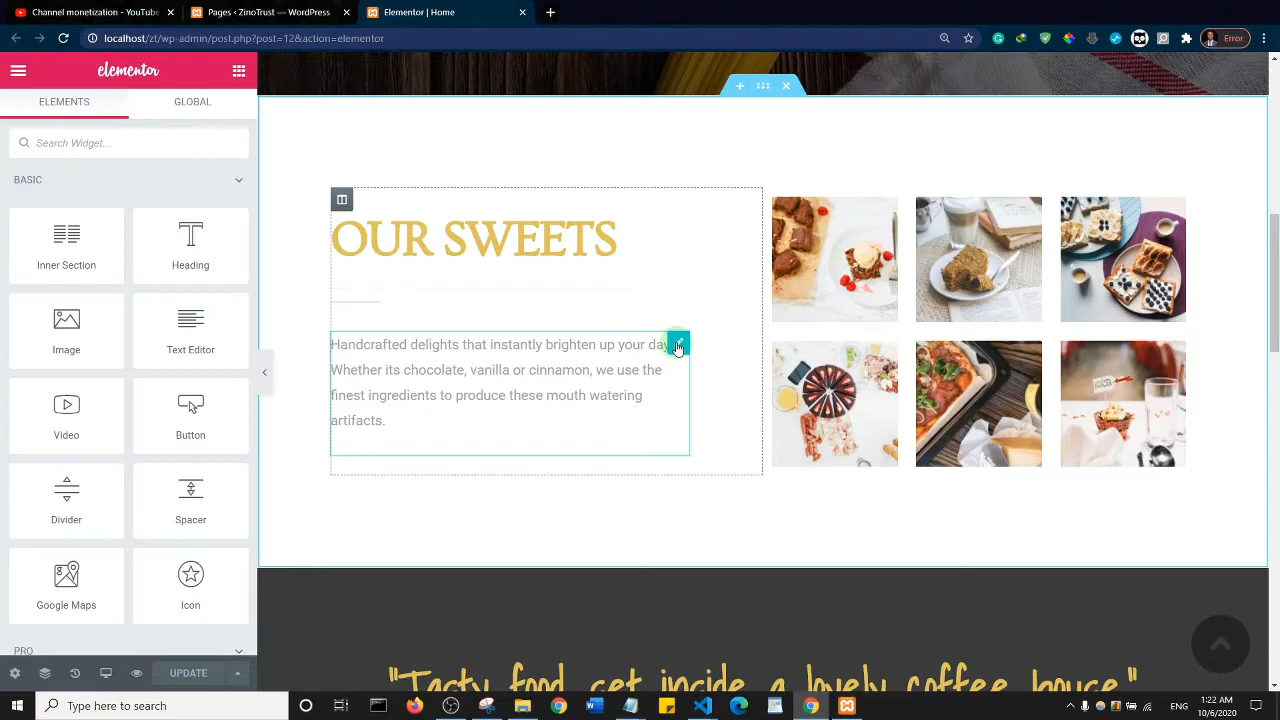 Channel monetization - YouTube
Pages ‹ ZinoTrust — WordPress
Elementor | Home
localhost/zt/wp-admin/post.php?post=12&action=elementor
Error
elementor
ELEMENTS
GLOBAL
Search Widget...
BASIC
Inner Section
Heading
Image
Text Editor
Video
Button
Divider
Spacer
Google Maps
Icon
PRO
UPDATE
OUR SWEETS
Handcrafted delights that instantly brighten up your day
Whether its chocolate, vanilla or cinnamon, we use the
finest ingredients to produce these mouth watering
artifacts.
"Tasty food set inside a lovely coffee house"
Type here to search
ENG
1:22 AM
10/6/2020